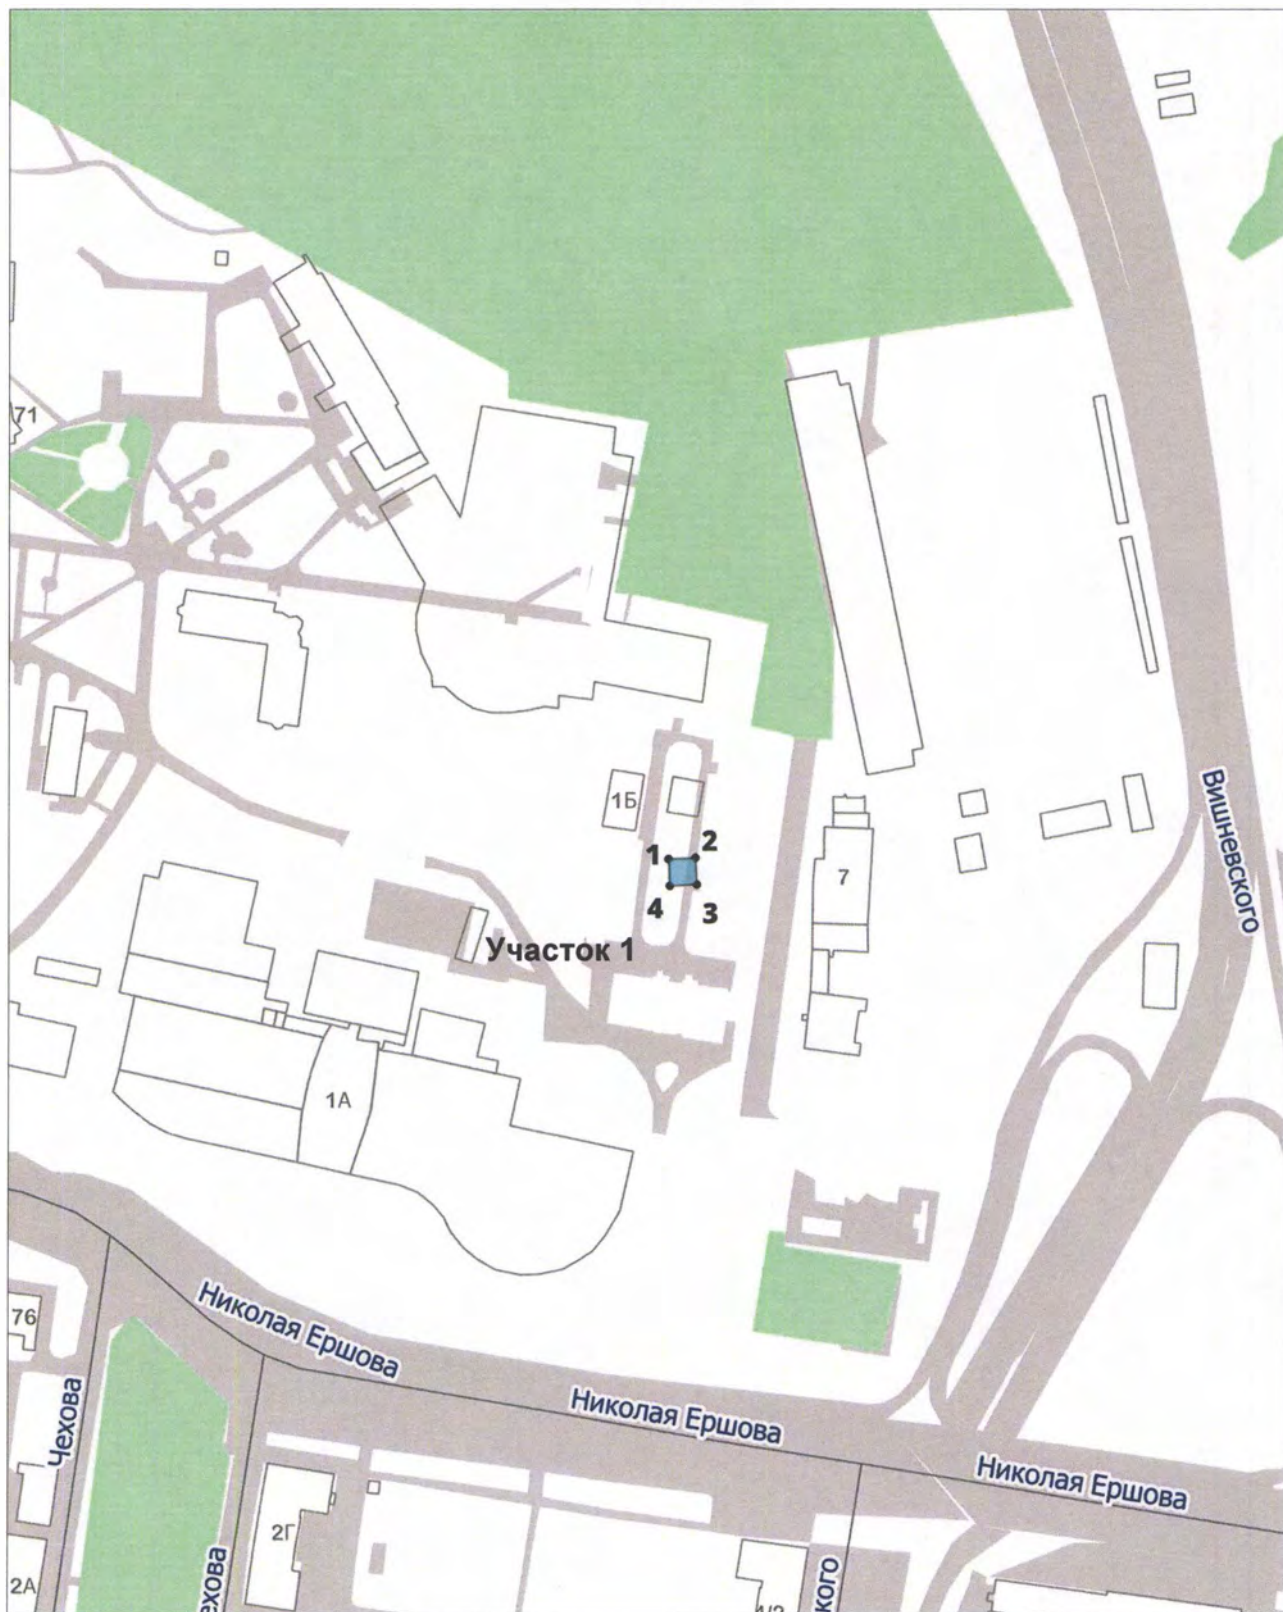 71
1Б
2
1
7
4
3
Участок 1
Вишневского
1А
76
Николая Ершова
Чехова
Николая Ершова
Николая Ершова
2Г
2А
ехова
кого